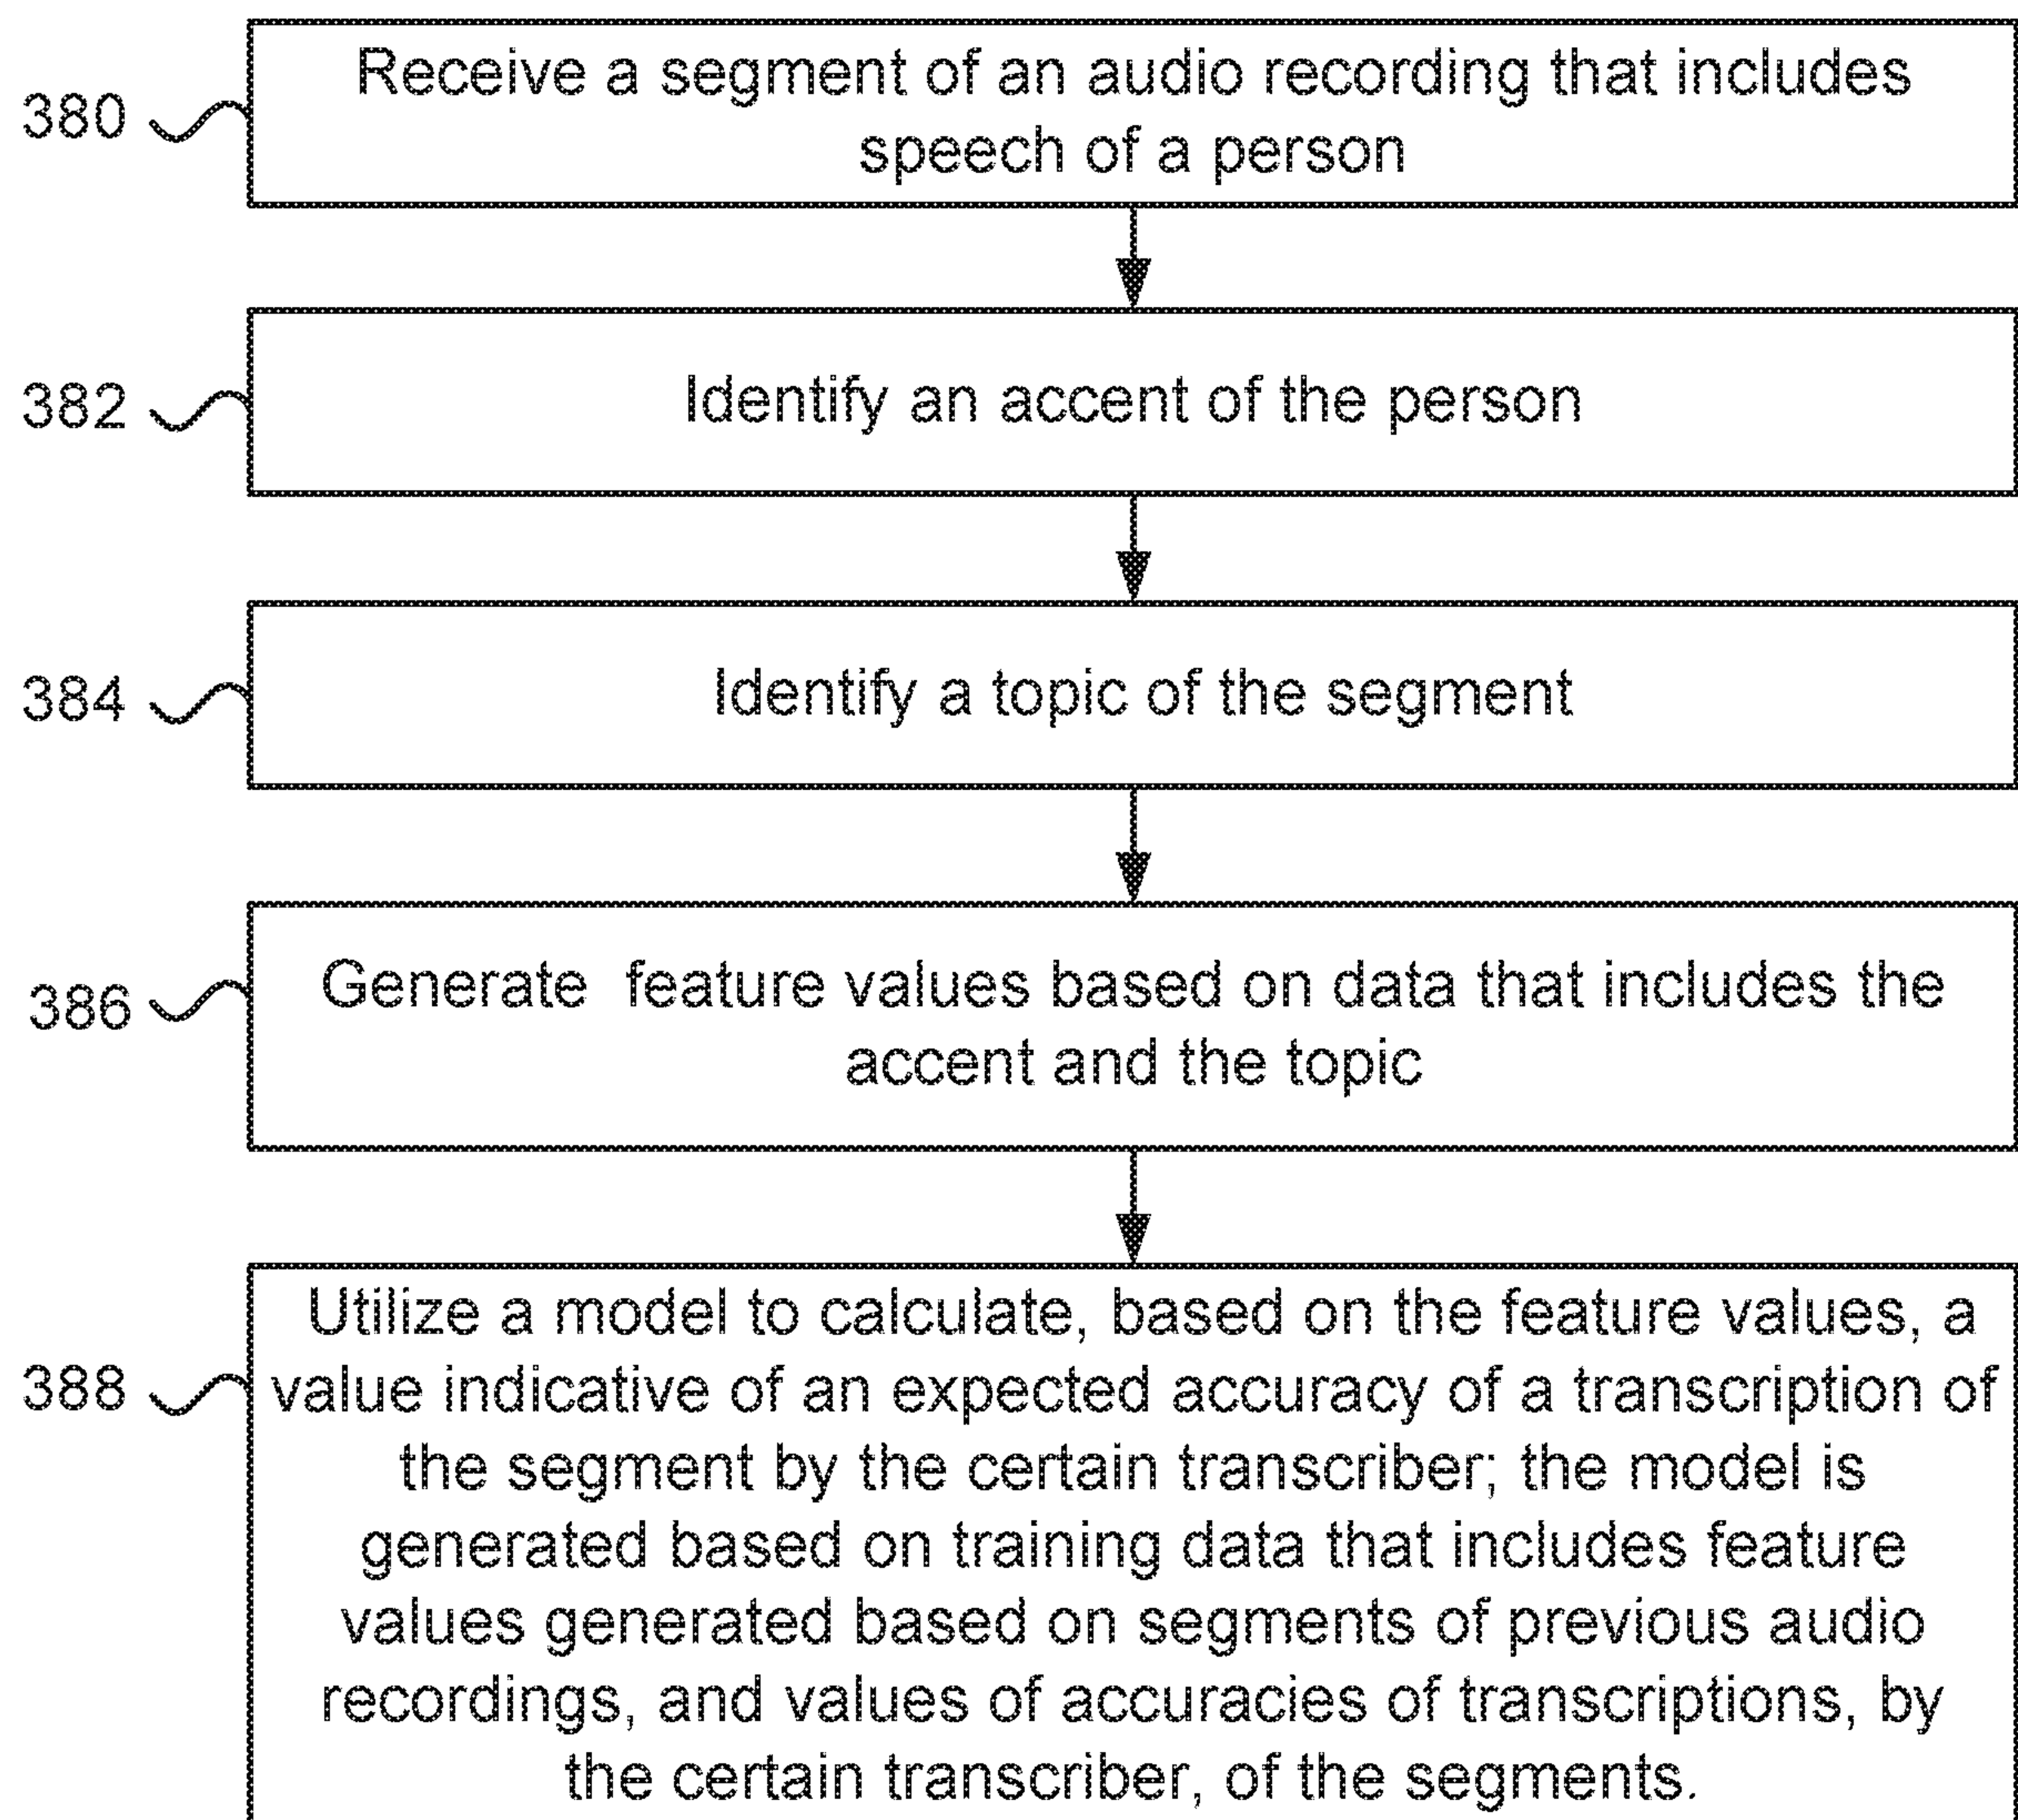 380
Receive a segment of an audio recording that includes
speech of a person
382
Identify an accent of the person
384
Identify a topic of the segment
386
Generate feature values based on data that includes the
accent and the topic
388
Utilize a model to calculate, based on the feature values, a
value indicative of an expected accuracy of a transcription of
the segment by the certain transcriber; the model is
generated based on training data that includes feature
values generated based on segments of previous audio
recordings, and values of accuracies of transcriptions, by
the certain transcriber, of the segments.